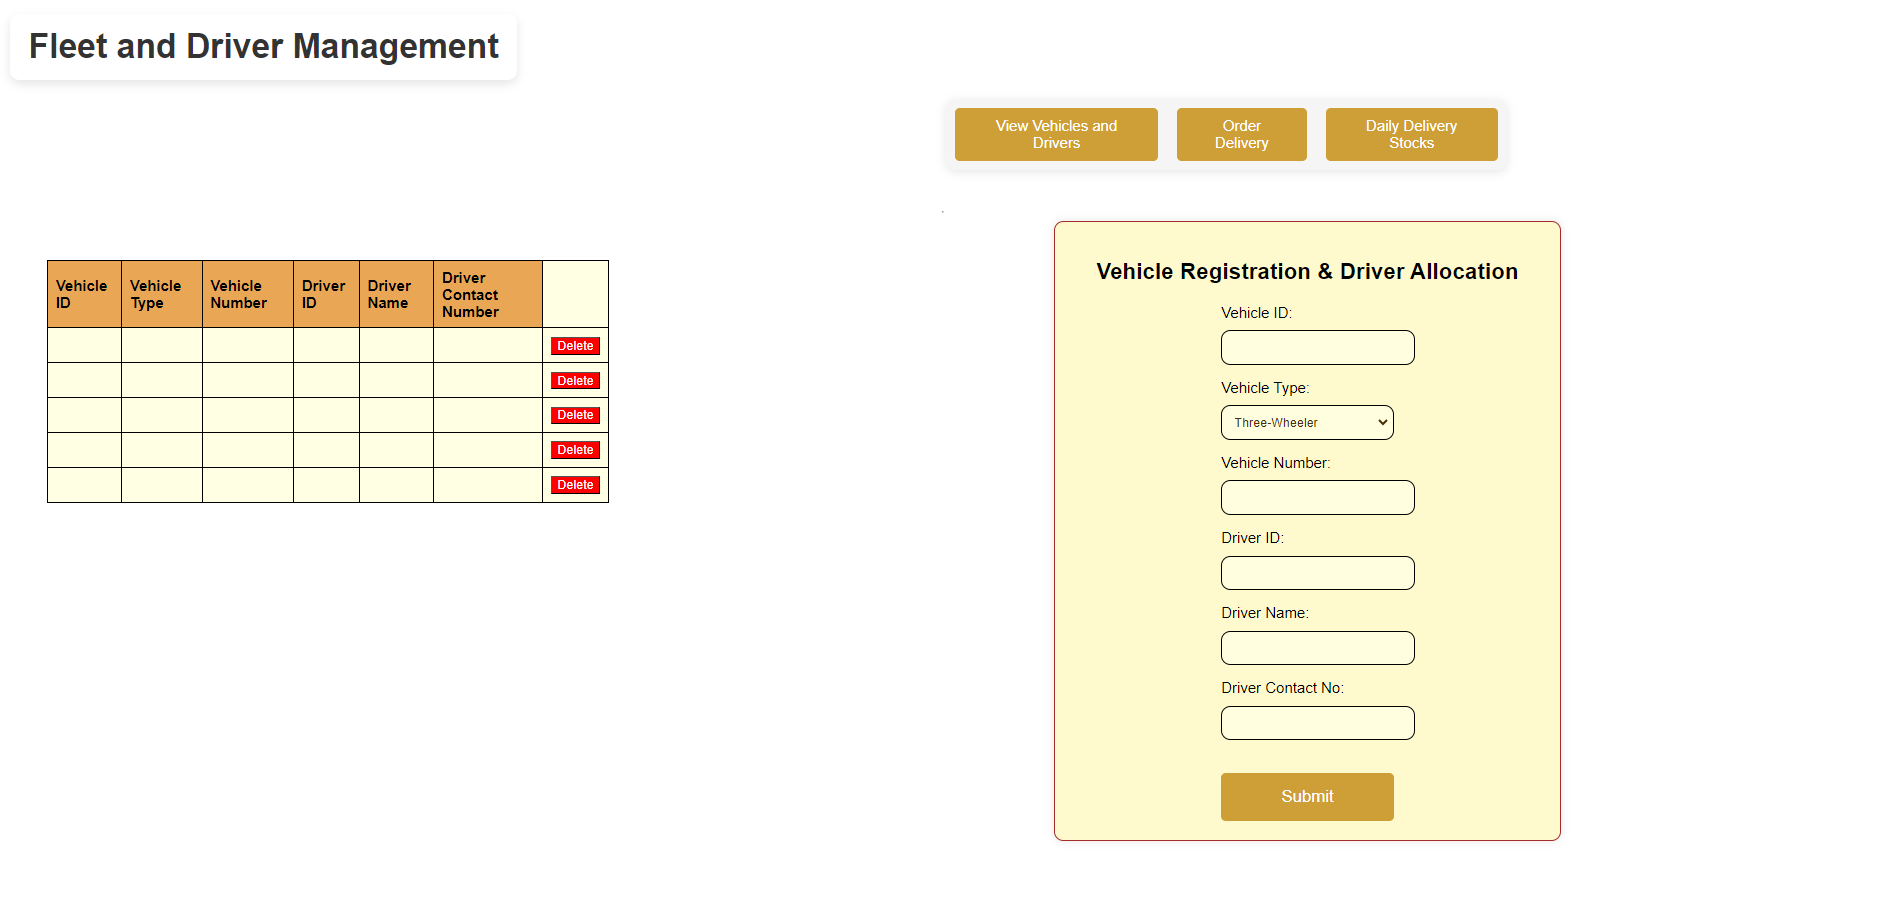 Fleet and Driver Management
View Vehicles and
Drivers
Order
Delivery
Daily Delivery
Stocks
Vehicle
ID
Vehicle
Type
Vehicle
Number
Driver
ID
Driver
Name
Driver
Contact
Number
Delete
Delete
Delete
Delete
Delete
Vehicle Registration & Driver Allocation
Vehicle ID:
Vehicle Type:
Three-Wheeler
Vehicle Number:
Driver ID:
Driver Name:
Driver Contact No:
Submit